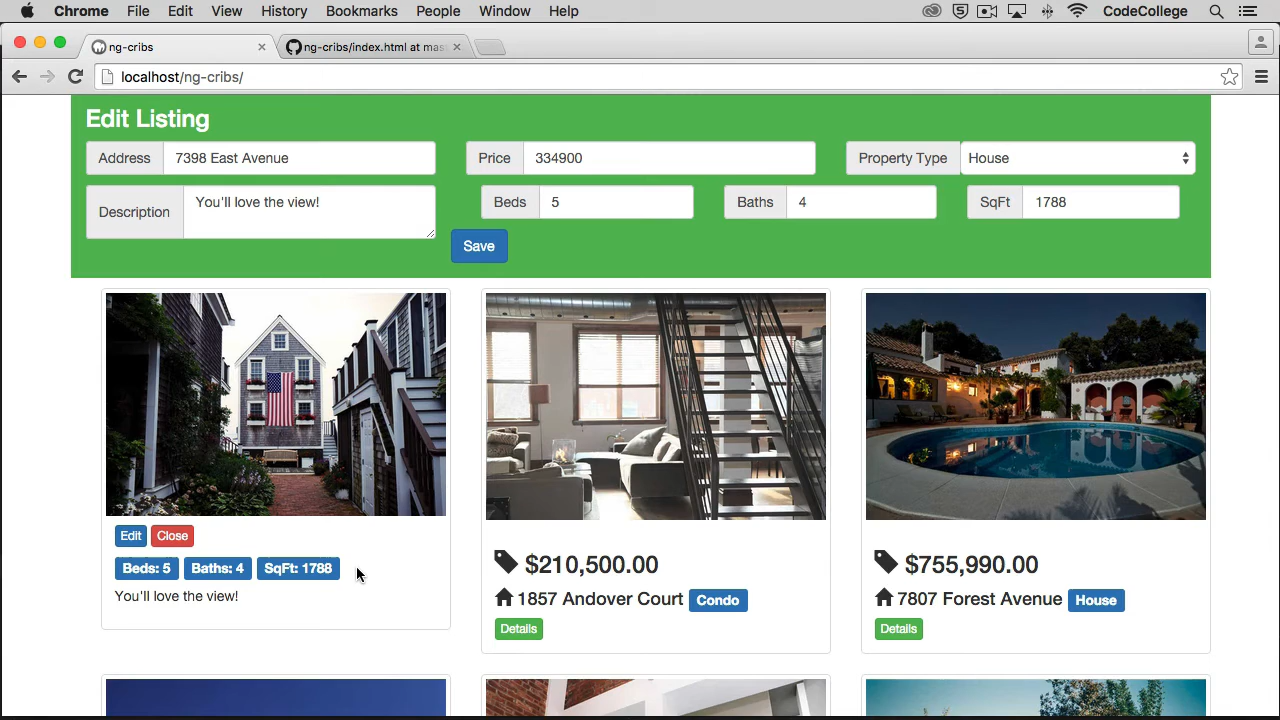 Chrome File Edit View History Bookmarks People Window Help CodeCollege
ng-cribs ng-cribs/index.html at mas
localhost/ng-cribs/
Edit Listing
Address 7398 East Avenue Price 334900 Property Type House
Description You'll love the view! Beds 5 Baths 4 SqFt 1788
Save
Edit Close
Beds: 5 Baths: 4 SqFt: 1788
You'll love the view!
$210,500.00
1857 Andover Court Condo
Details
$755,990.00
7807 Forest Avenue House
Details